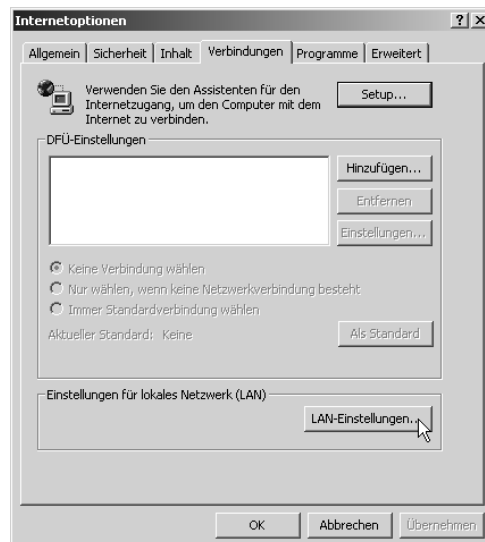 Internetoptionen
Allgemein Sicherheit Inhalt Verbindungen Programme Erweitert
Verwenden Sie den Assistenten für den
Internetzugang, um den Computer mit dem
Internet zu verbinden.
Setup...
DFÜ-Einstellungen
Hinzufügen...
Entfernen
Einstellungen...
Keine Verbindung wählen
Nur wählen, wenn keine Netzwerkverbindung besteht
Immer Standardverbindung wählen
Aktueller Standard: Keine
Als Standard
Einstellungen für lokales Netzwerk (LAN)
LAN-Einstellungen...
OK Abbrechen Übernehmen